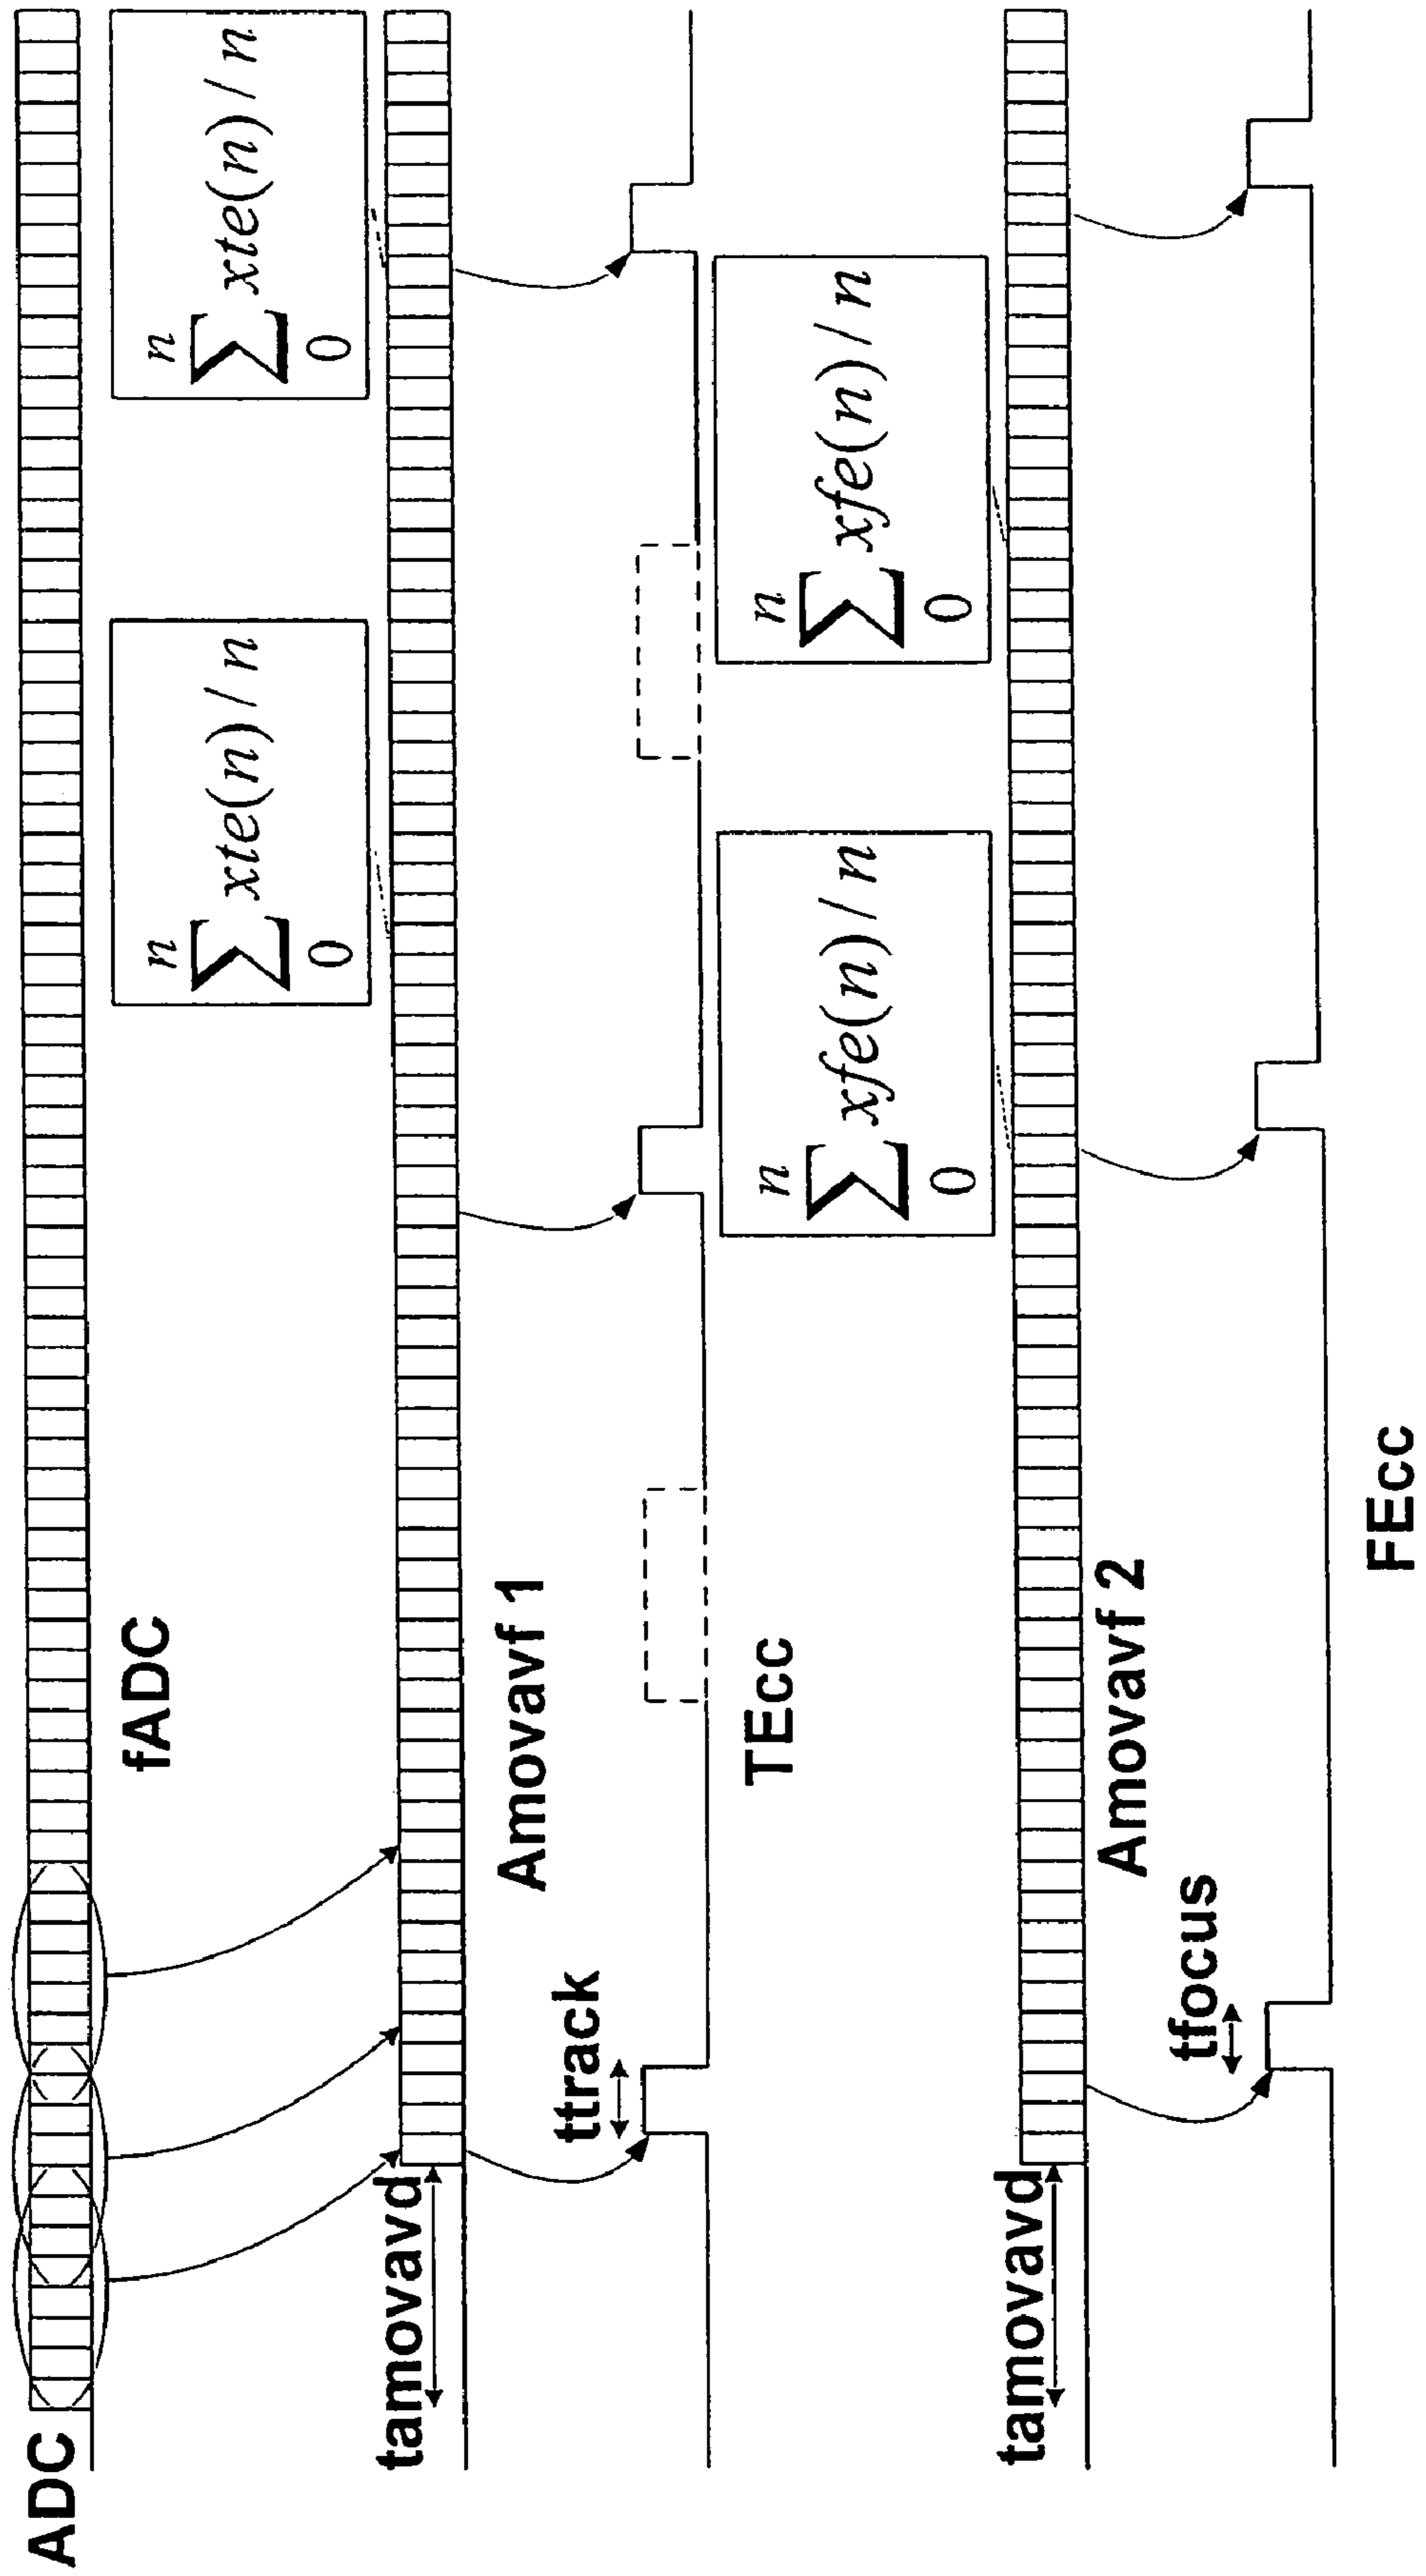 ADC
fADC
n
∑ xte(n) / n
0
n
∑ xte(n) / n
0
tamovavd
Amovavf 1
ttrack
TEcc
n
∑ xfe(n) / n
0
n
∑ xfe(n) / n
0
tamovavd
Amovavf 2
tfocus
FEcc